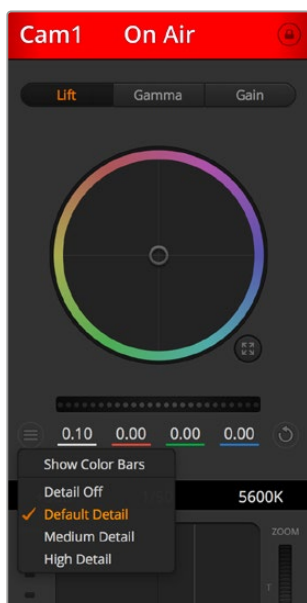 Cam1 On Air
Lift Gamma Gain
0.10 0.00 0.00 0.00
Show Color Bars
Detail Off
5600K
Default Detail
Medium Detail
High Detail
ZOOM
T